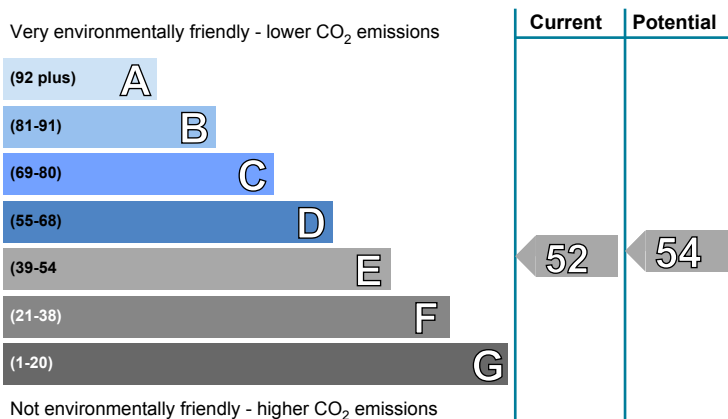 Current Potential
Very environmentally friendly - lower CO2 emissions
(92 plus) A
(81-91) B
(69-80) C
(55-68) D
(39-54 E
52 54
(21-38) F
(1-20) G
Not environmentally friendly - higher CO2 emissions